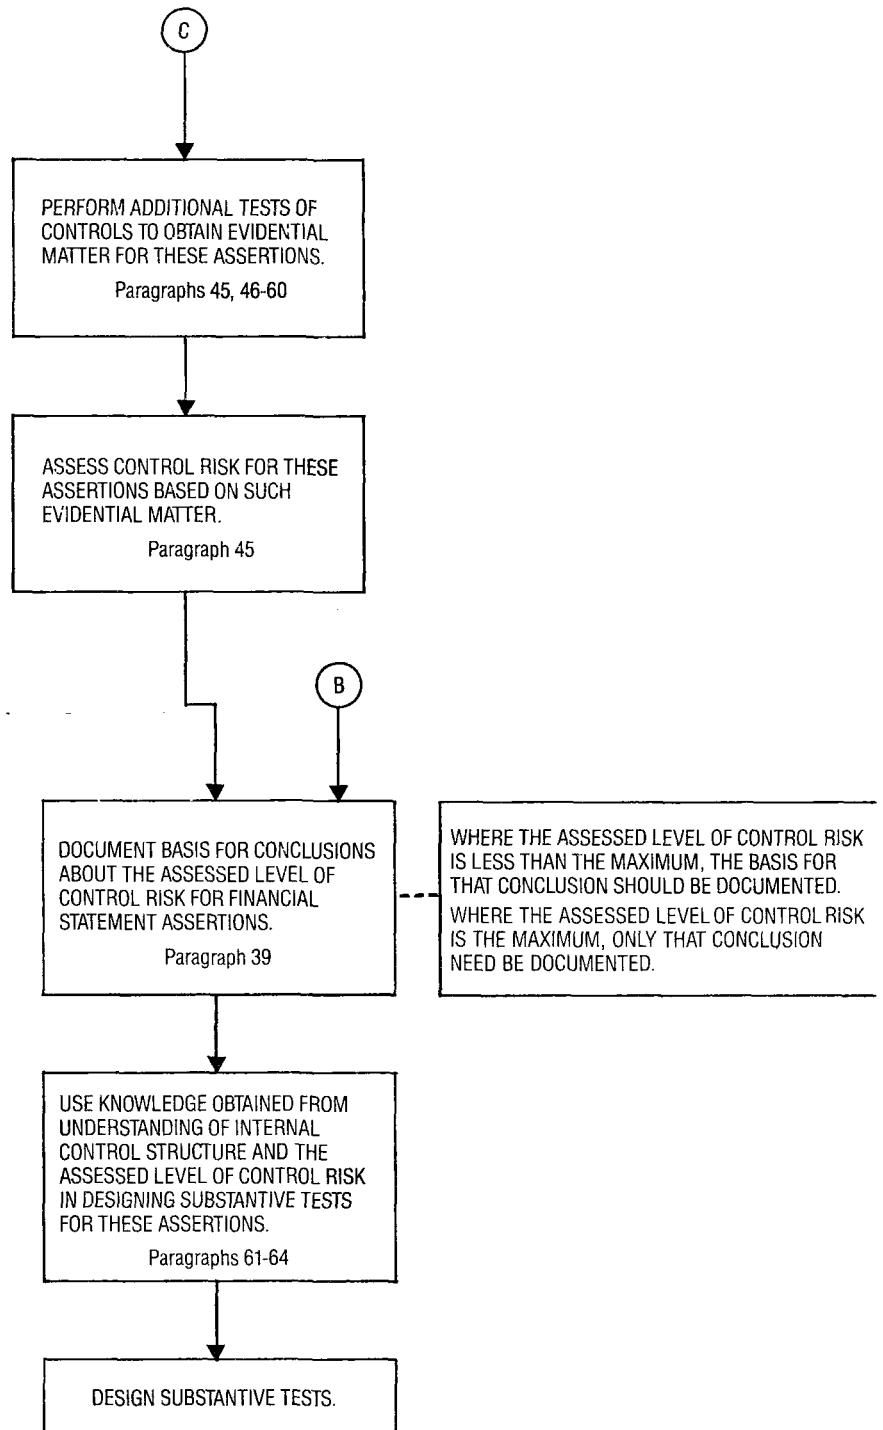 C
PERFORM ADDITIONAL TESTS OF
CONTROLS TO OBTAIN EVIDENTIAL
MATTER FOR THESE ASSERTIONS.
Paragraphs 45, 46-60
ASSESS CONTROL RISK FOR THESE
ASSERTIONS BASED ON SUCH
EVIDENTIAL MATTER.
Paragraph 45
B
DOCUMENT BASIS FOR CONCLUSIONS
ABOUT THE ASSESSED LEVEL OF
CONTROL RISK FOR FINANCIAL
STATEMENT ASSERTIONS.
Paragraph 39
WHERE THE ASSESSED LEVEL OF CONTROL RISK
IS LESS THAN THE MAXIMUM, THE BASIS FOR
THAT CONCLUSION SHOULD BE DOCUMENTED.
WHERE THE ASSESSED LEVEL OF CONTROL RISK
IS THE MAXIMUM, ONLY THAT CONCLUSION
NEED BE DOCUMENTED.
USE KNOWLEDGE OBTAINED FROM
UNDERSTANDING OF INTERNAL
CONTROL STRUCTURE AND THE
ASSESSED LEVEL OF CONTROL RISK
IN DESIGNING SUBSTANTIVE TESTS
FOR THESE ASSERTIONS.
Paragraphs 61-64
DESIGN SUBSTANTIVE TESTS.